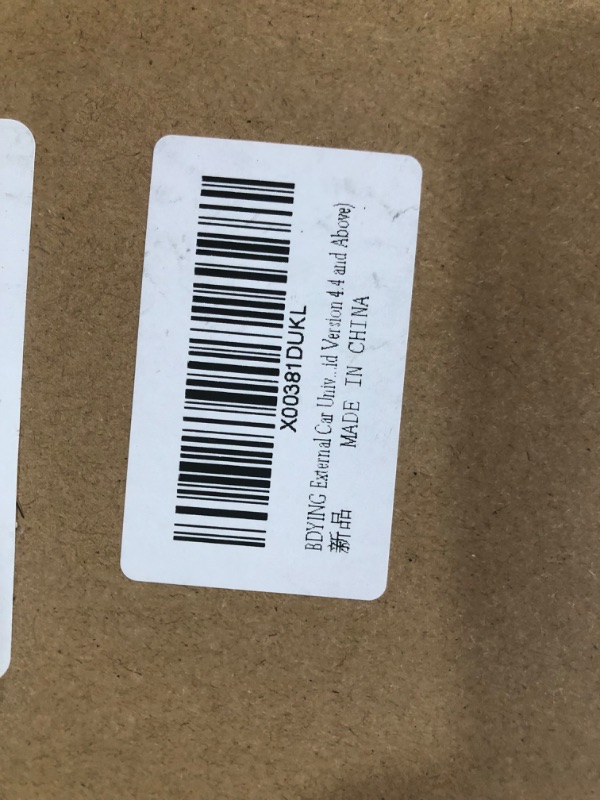 X00381DUKL
BDYING External Car Univ...id Version 4.4 and Above)
新品 MADE IN CHINA